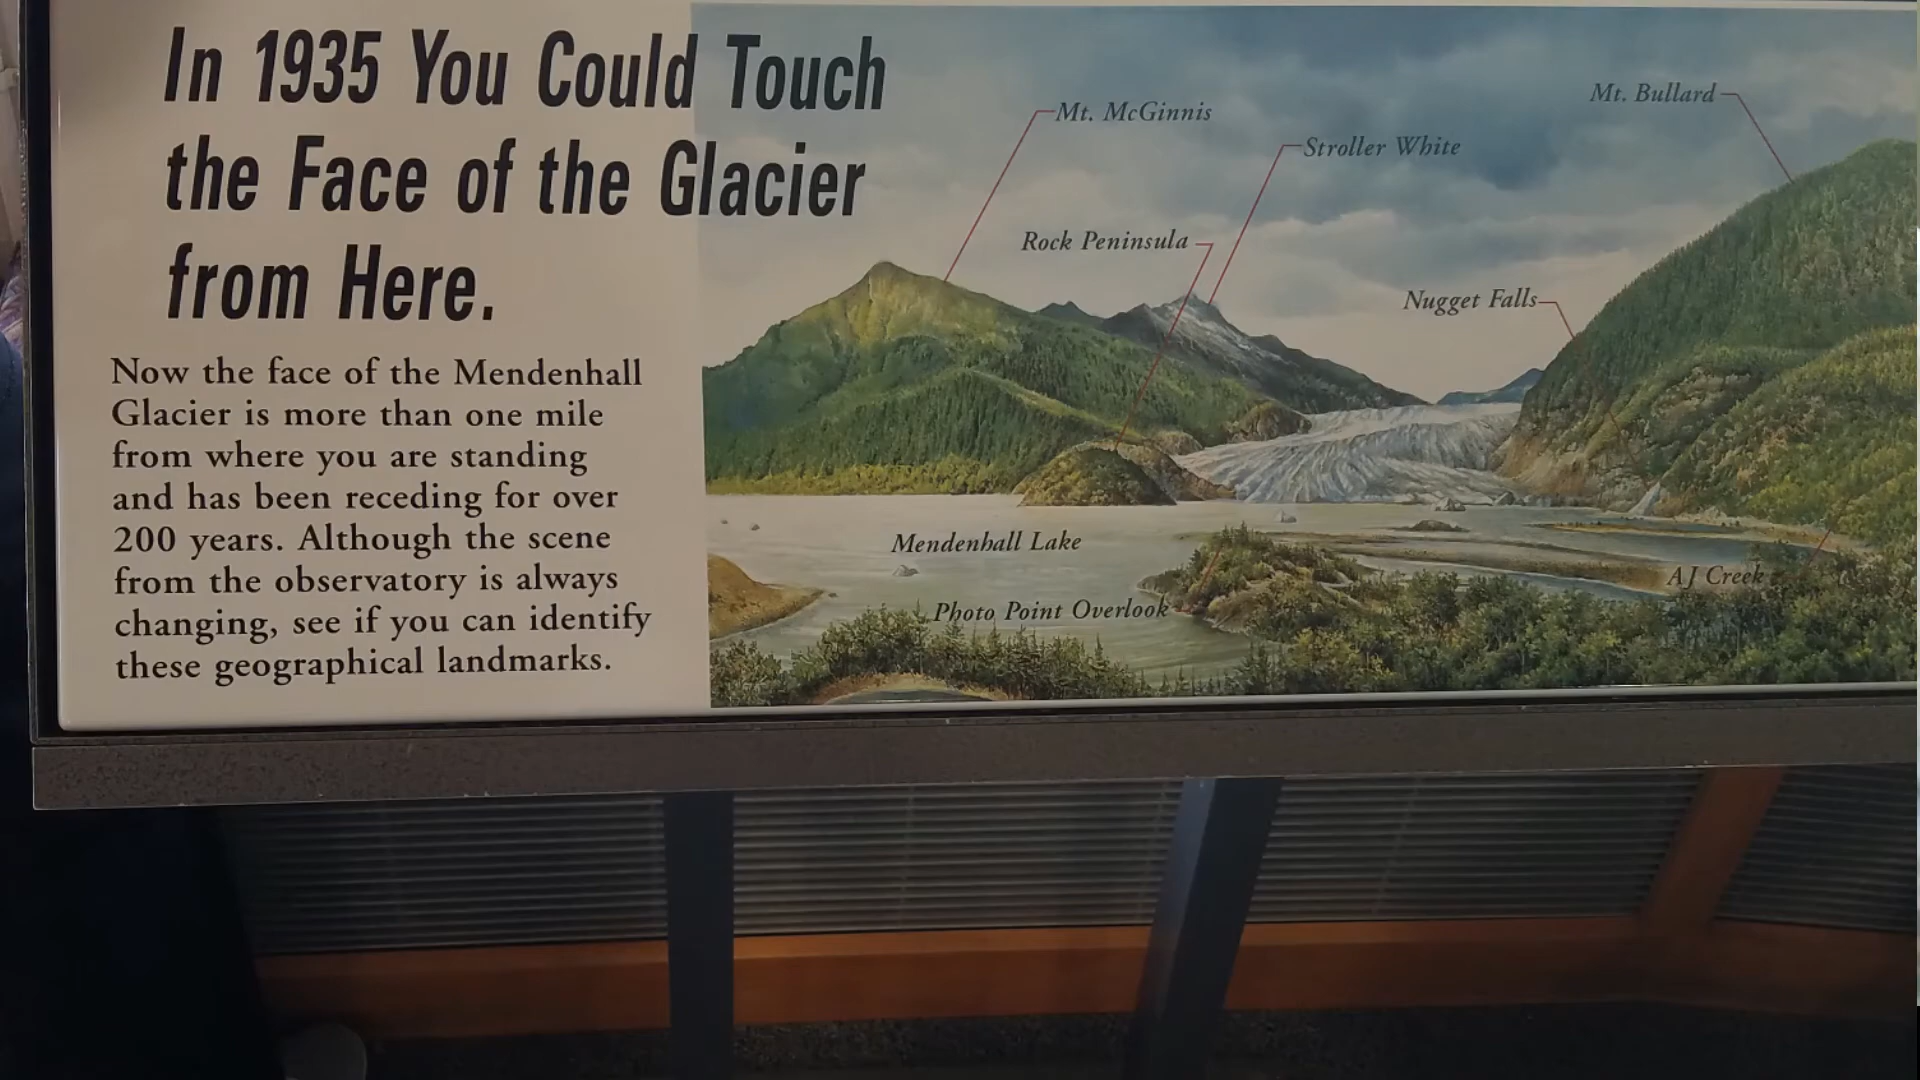 In 1935 You Could Touch
the Face of the Glacier
from Here.
Now the face of the Mendenhall
Glacier is more than one mile
from where you are standing
and has been receding for over
200 years. Although the scene
from the observatory is always
changing, see if you can identify
these geographical landmarks.
Mt. McGinnis
Stroller White
Mt. Bullard
Rock Peninsula
Nugget Falls
Mendenhall Lake
AJ Creek
Photo Point Overlook